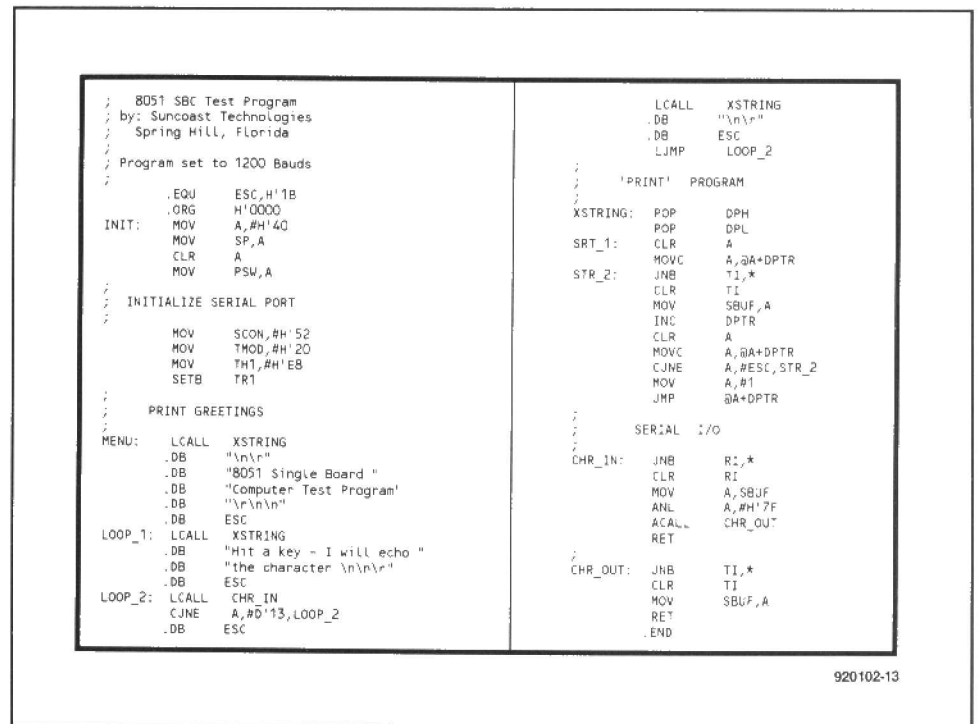 ;   8051 SBC Test Program
; by: Suncoast Technologies
;   Spring Hill, Florida
;
; Program set to 1200 Bauds
;
.EQU ESC,H'1B
.ORG H'0000
INIT: MOV A,#H'40
MOV SP,A
CLR A
MOV PSW,A
;
; INITIALIZE SERIAL PORT
;
MOV SCON,#H'52
MOV TMOD,#H'20
MOV TH1,#H'E8
SETB TR1
;
; PRINT GREETINGS
;
MENU: LCALL XSTRING
.DB "\n\r"
.DB "8051 Single Board "
.DB "Computer Test Program'
.DB "\r\n\n"
.DB ESC
LOOP_1: LCALL XSTRING
.DB "Hit a key - I will echo "
.DB "the character \n\n\r"
.DB ESC
LOOP_2: LCALL CHR_IN
CJNE A,#D'13,LOOP_2
.DB ESC
LCALL XSTRING
.DB "\n\r"
.DB ESC
LJMP LOOP_2
;
; 'PRINT' PROGRAM
;
XSTRING: POP DPH
POP DPL
SRT_1: CLR A
MOVC A,@A+DPTR
STR_2: JNB TI,*
CLR TI
MOV SBUF,A
INC DPTR
CLR A
MOVC A,@A+DPTR
CJNE A,#ESC,STR_2
MOV A,#1
JMP @A+DPTR
;
; SERIAL I/O
;
CHR_IN: JNB RI,*
CLR RI
MOV A,SBUF
ANL A,#H'7F
ACALL CHR_OUT
RET
;
CHR_OUT: JNB TI,*
CLR TI
MOV SBUF,A
RET
.END
920102-13